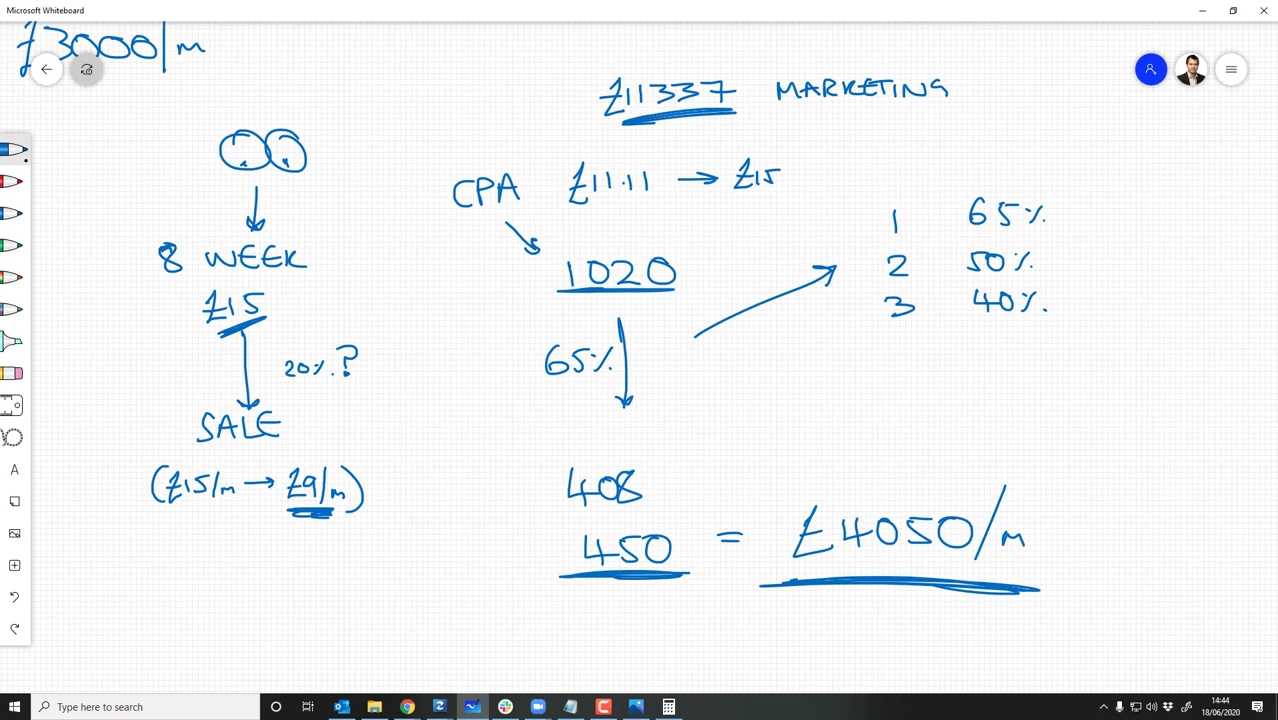 Microsoft Whiteboard
£3000/m
£11337 MARKETING
CPA £11.11 → £15
1020
65%
408
450 = £4050/m
1 65%
2 50%
3 40%
8 WEEK
£15
20%?
SALE
(£15/m → £9/m)
A
Type here to search
14:44
18/06/2020